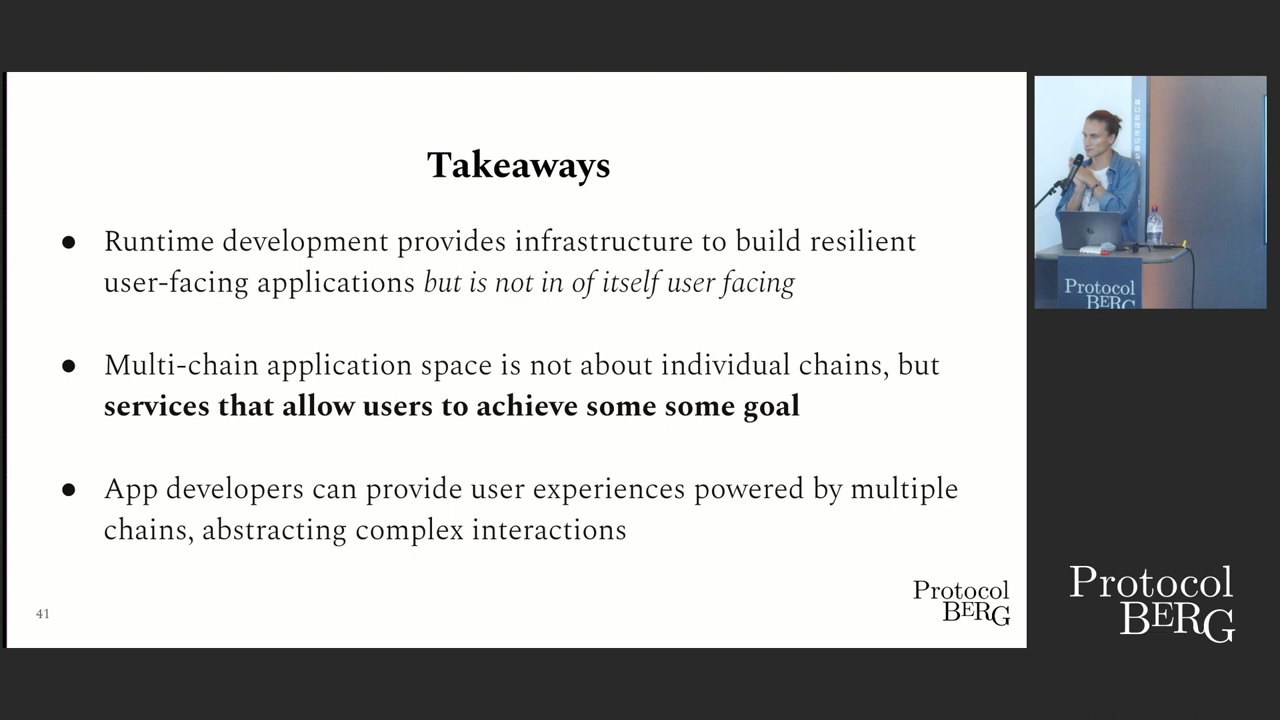 Takeaways
● Runtime development provides infrastructure to build resilient
user-facing applications but is not in of itself user facing
● Multi-chain application space is not about individual chains, but
services that allow users to achieve some some goal
● App developers can provide user experiences powered by multiple
chains, abstracting complex interactions
41
Protocol
BERG
Protocol
BERG
Protocol
BERG